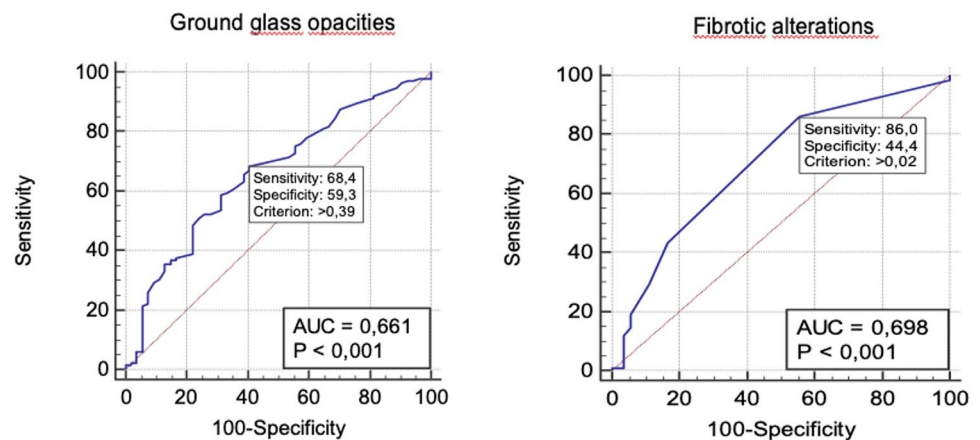 Ground glass opacities
100
80
60
40
20
0
Sensitivity
Sensitivity: 68,4
Specificity: 59,3
Criterion: >0,39
AUC = 0,661
P < 0,001
0 20 40 60 80 100
100-Specificity
Fibrotic alterations
100
80
60
40
20
0
Sensitivity
Sensitivity: 86,0
Specificity: 44,4
Criterion: >0,02
AUC = 0,698
P < 0,001
0 20 40 60 80 100
100-Specificity